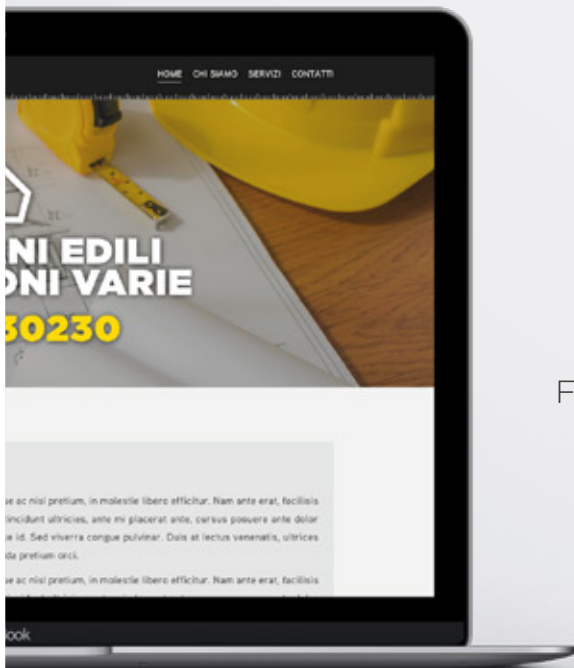 HOME CHI SIAMO SERVIZI CONTATTI
NI EDILI
ONI VARIE
30230
F
ue ac nisl pretium, in molestie libero efficitur. Nam ante erat, facilisis
tincidunt ultricies, ante mi placerat ante, cursus posuere ante dolor
e id. Sed viverra congue pulvinar. Duis at lectus venenatis, ultrices
da pretium orci.
ue ac nisl pretium, in molestie libero efficitur. Nam ante erat, facilisis
ook